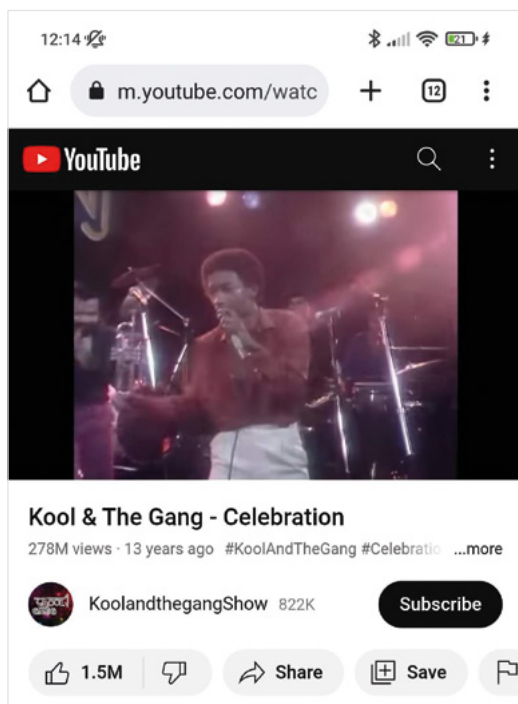 12:14
21
m.youtube.com/watc
12
YouTube
Kool & The Gang - Celebration
278M views · 13 years ago #KoolAndTheGang #Celebratio ...more
KoolandthegangShow 822K
Subscribe
1.5M Share Save